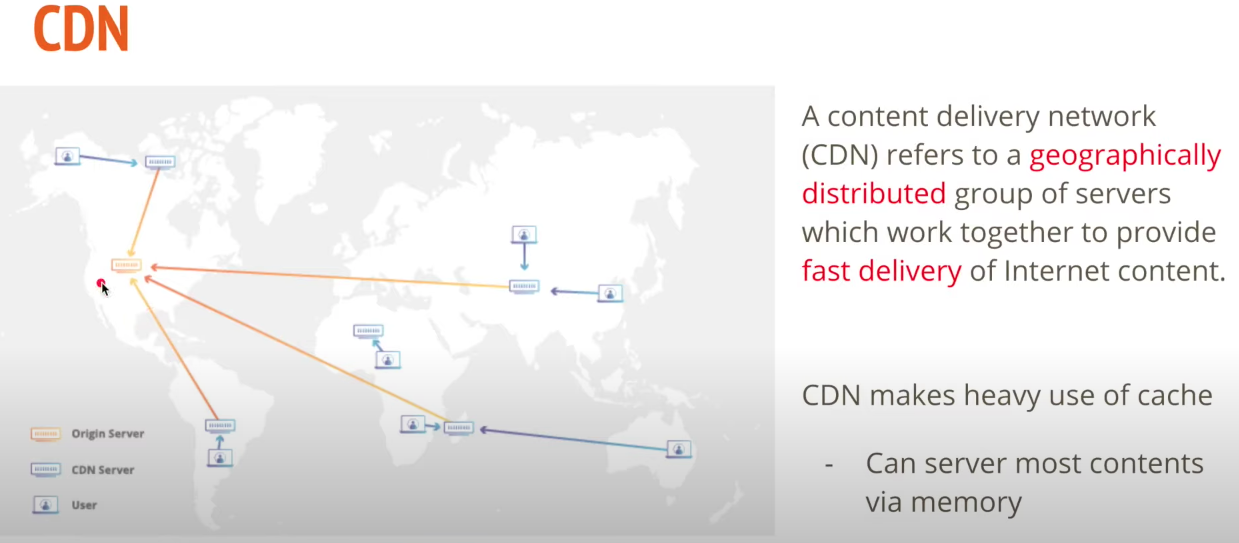 CDN
A content delivery network
(CDN) refers to a geographically
distributed group of servers
which work together to provide
fast delivery of Internet content.
CDN makes heavy use of cache
- Can server most contents
via memory
Origin Server
CDN Server
User